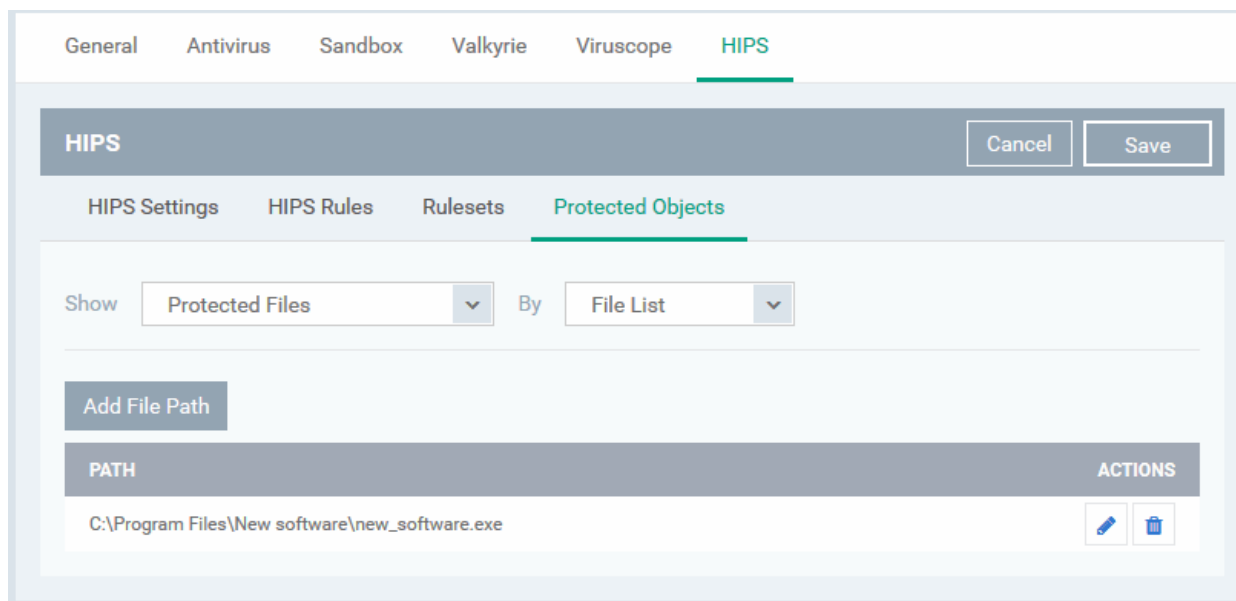 General Antivirus Sandbox Valkyrie Viruscope HIPS
HIPS Cancel Save
HIPS Settings HIPS Rules Rulesets Protected Objects
Show Protected Files By File List
Add File Path
PATH ACTIONS
C:\Program Files\New software\new_software.exe